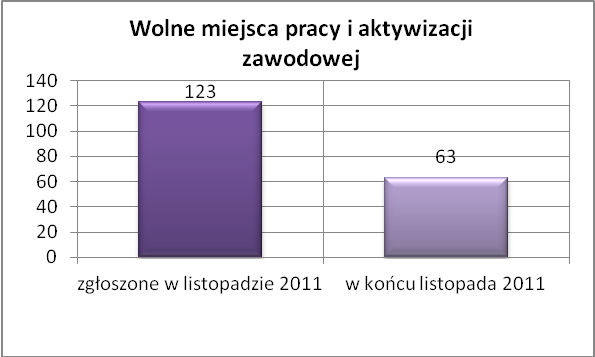 Wolne miejsca pracy i aktywizacji
zawodowej
140
120
100
80
60
40
20
0
123
63
zgłoszone w listopadzie 2011
w końcu listopada 2011